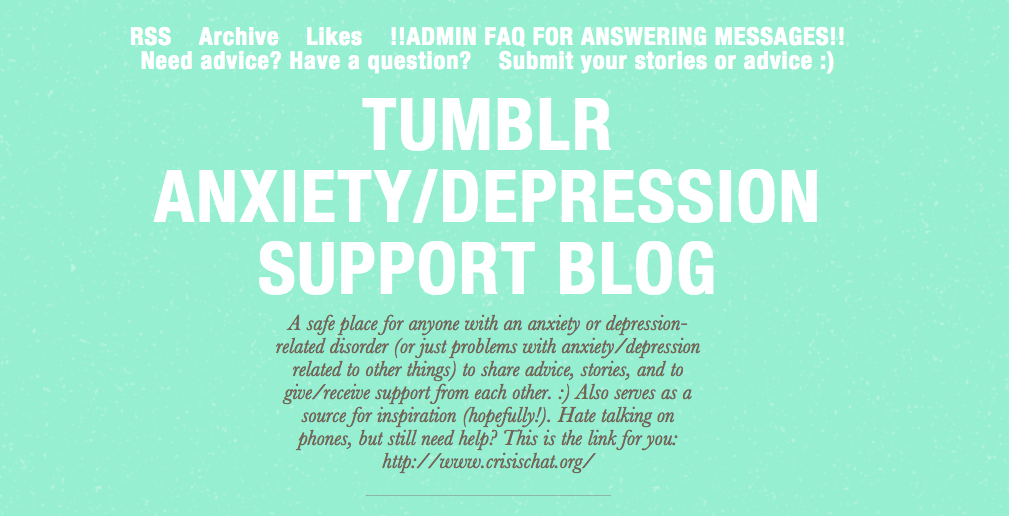 RSS Archive Likes !!ADMIN FAQ FOR ANSWERING MESSAGES!!
Need advice? Have a question? Submit your stories or advice :)
TUMBLR
ANXIETY/DEPRESSION
SUPPORT BLOG
A safe place for anyone with an anxiety or depression-
related disorder (or just problems with anxiety/depression
related to other things) to share advice, stories, and to
give/receive support from each other. :) Also serves as a
source for inspiration (hopefully!). Hate talking on
phones, but still need help? This is the link for you:
http://www.crisischat.org/